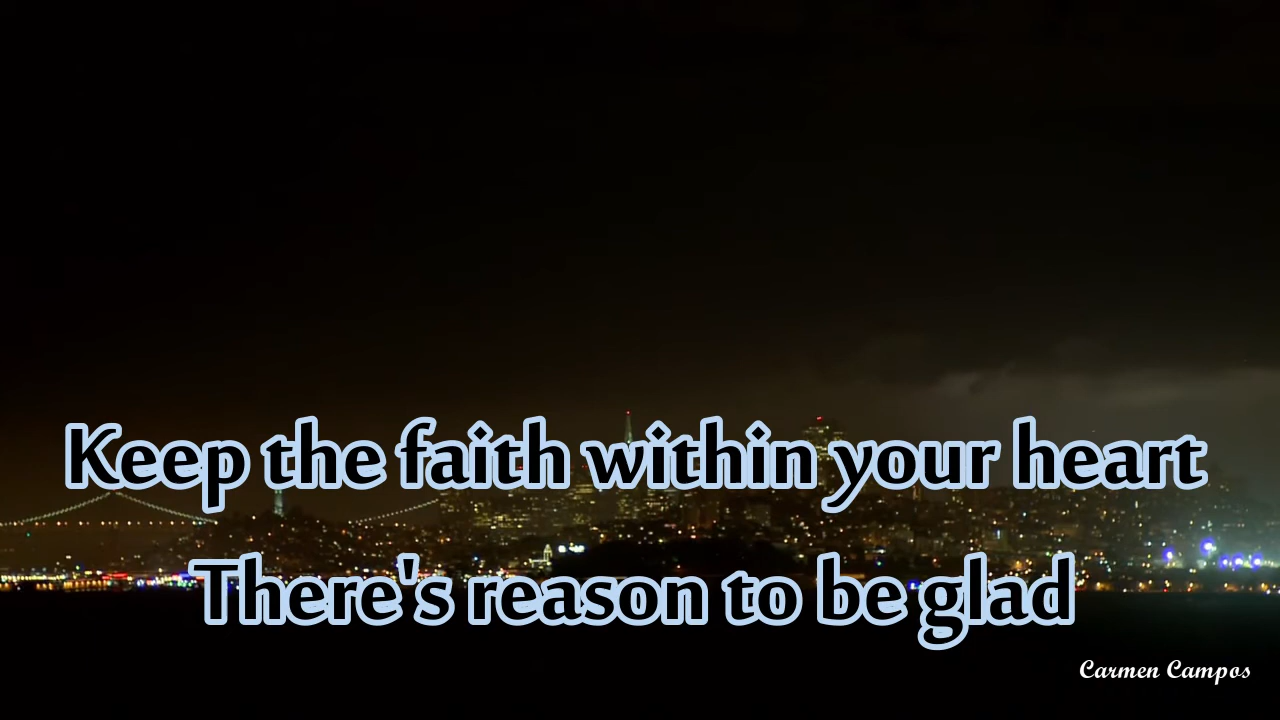 Keep the faith within your heart
There's reason to be glad
Carmen Campos